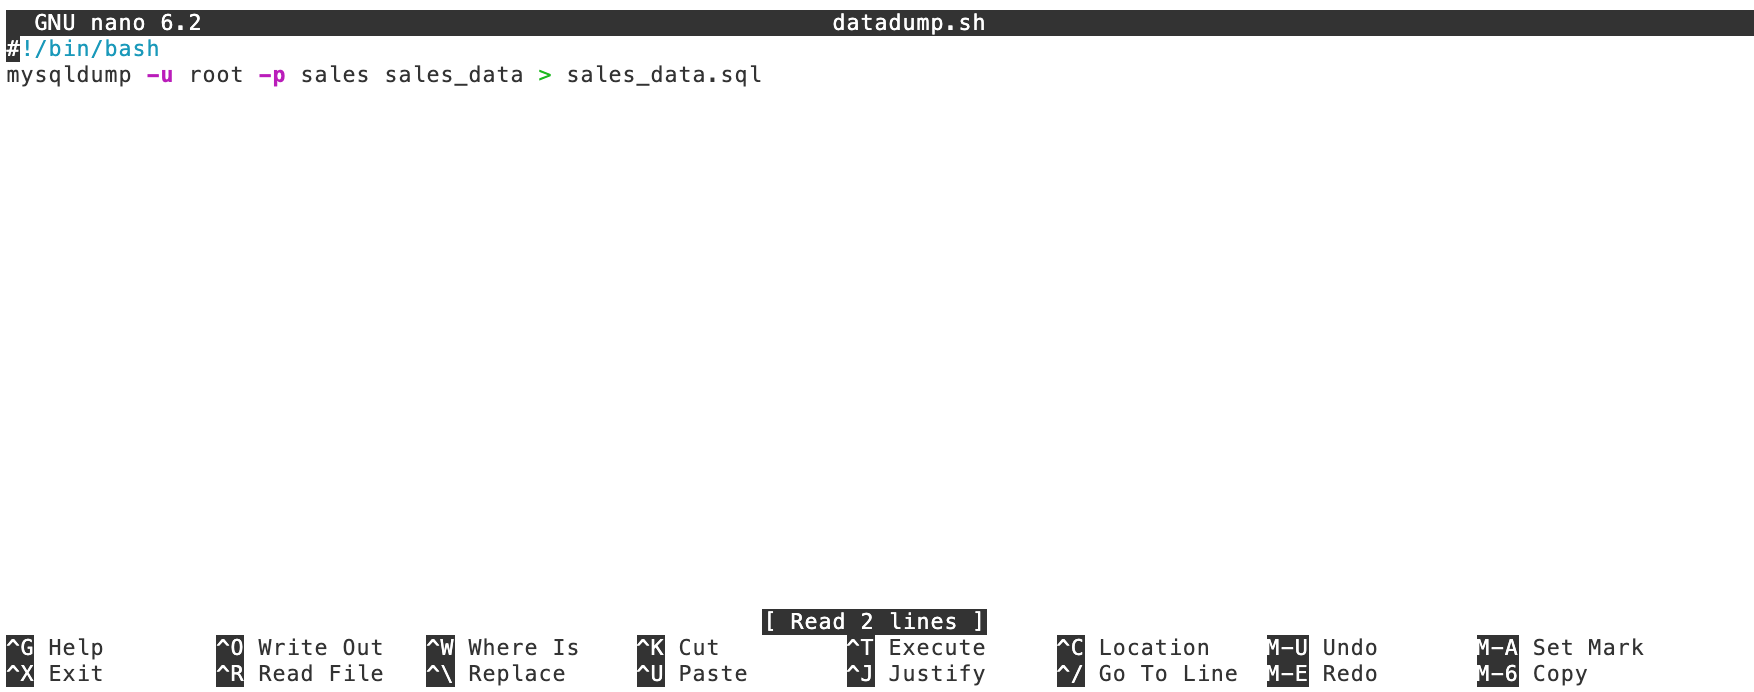 GNU nano 6.2 datadump.sh
#!/bin/bash
mysqldump -u root -p sales sales_data > sales_data.sql
[ Read 2 lines ]
^G Help ^O Write Out ^W Where Is ^K Cut ^T Execute ^C Location M-U Undo M-A Set Mark
^X Exit ^R Read File ^\ Replace ^U Paste ^J Justify ^/ Go To Line M-E Redo M-6 Copy